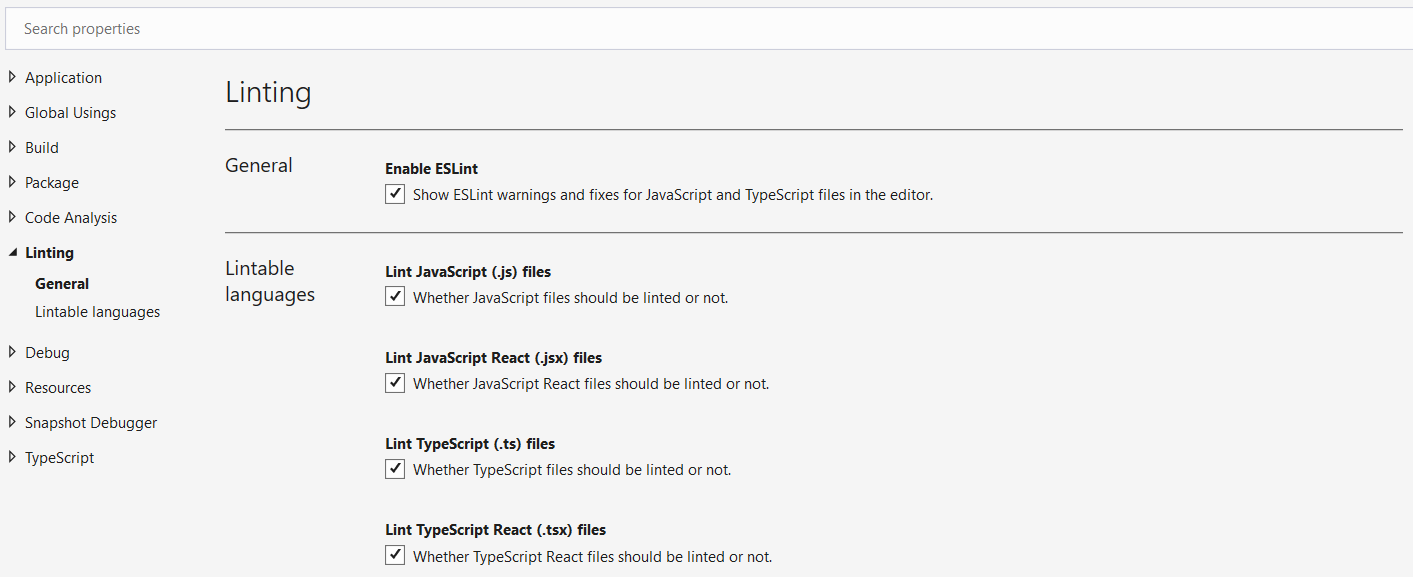 Search properties
Application
Global Usings
Build
Package
Code Analysis
Linting
General
Lintable languages
Debug
Resources
Snapshot Debugger
TypeScript
Linting
General
Enable ESLint
Show ESLint warnings and fixes for JavaScript and TypeScript files in the editor.
Lintable
languages
Lint JavaScript (.js) files
Whether JavaScript files should be linted or not.
Lint JavaScript React (.jsx) files
Whether JavaScript React files should be linted or not.
Lint TypeScript (.ts) files
Whether TypeScript files should be linted or not.
Lint TypeScript React (.tsx) files
Whether TypeScript React files should be linted or not.